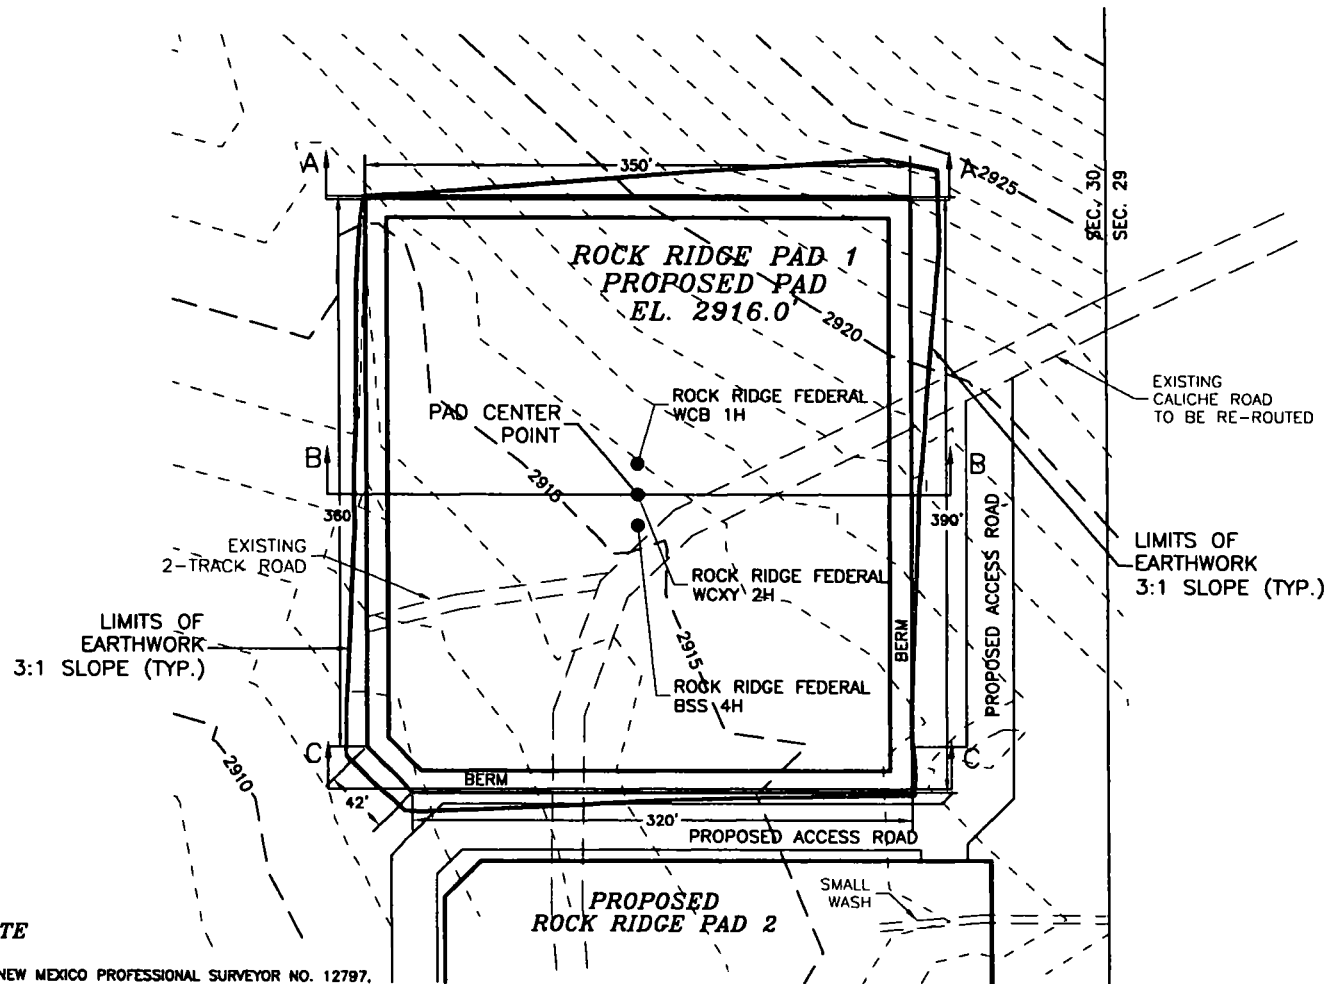 A
350'
A
2925
SEC. 30
SEC. 29
ROCK RIDGE PAD 1
PROPOSED PAD
EL. 2916.0'
2920
ROCK RIDGE FEDERAL
WCB 1H
EXISTING
CALICHE ROAD
TO BE RE-ROUTED
PAD CENTER
POINT
B
B
2915
360'
390'
EXISTING
2-TRACK ROAD
PROPOSED ACCESS ROAD
LIMITS OF
EARTHWORK
3:1 SLOPE (TYP.)
ROCK RIDGE FEDERAL
WCXY 2H
LIMITS OF
EARTHWORK
3:1 SLOPE (TYP.)
BERM
2915
ROCK RIDGE FEDERAL
BSS 4H
C
C
2910
BERM
42'
320'
PROPOSED ACCESS ROAD
SMALL
WASH
PROPOSED
ROCK RIDGE PAD 2
TE
NEW MEXICO PROFESSIONAL SURVEYOR NO. 12797,